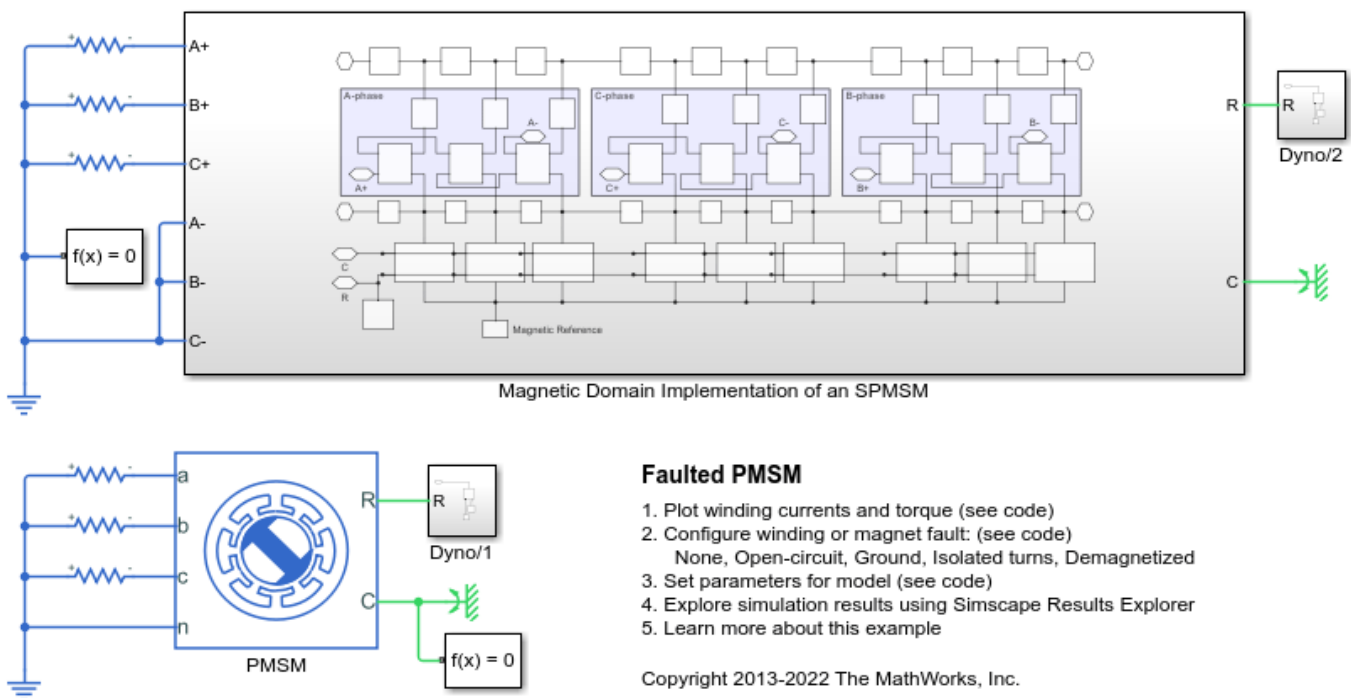 + -
A+
+ -
B+
+ -
C+
A-
f(x) = 0
B-
C-
A-phase
A-
A+
C-phase
C-
C+
B-phase
B-
B+
C
R
Magnetic Reference
R
R
Dyno/2
C
Magnetic Domain Implementation of an SPMSM
+ -
a
+ -
b
+ -
c
n
R
C
PMSM
R
Dyno/1
f(x) = 0
Faulted PMSM
1. Plot winding currents and torque (see code)
2. Configure winding or magnet fault: (see code)
None, Open-circuit, Ground, Isolated turns, Demagnetized
3. Set parameters for model (see code)
4. Explore simulation results using Simscape Results Explorer
5. Learn more about this example
Copyright 2013-2022 The MathWorks, Inc.